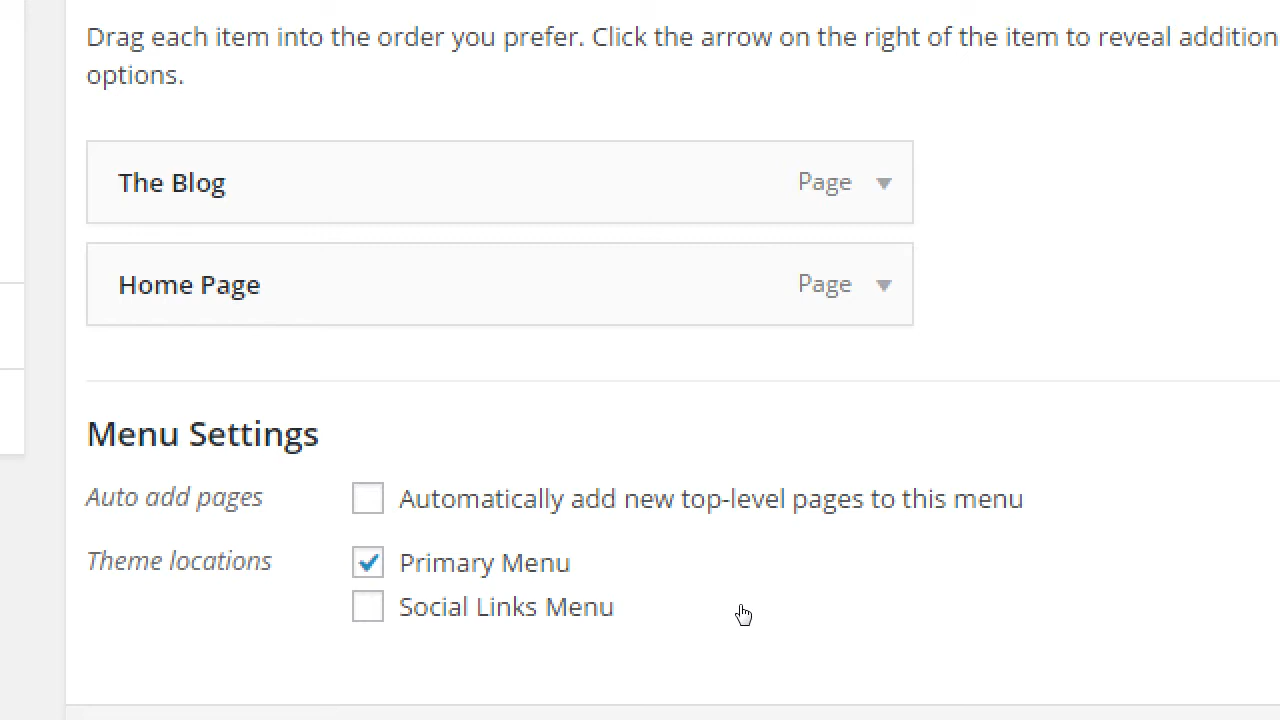 Drag each item into the order you prefer. Click the arrow on the right of the item to reveal addition
options.
The Blog Page
Home Page Page
Menu Settings
Auto add pages Automatically add new top-level pages to this menu
Theme locations Primary Menu
Social Links Menu